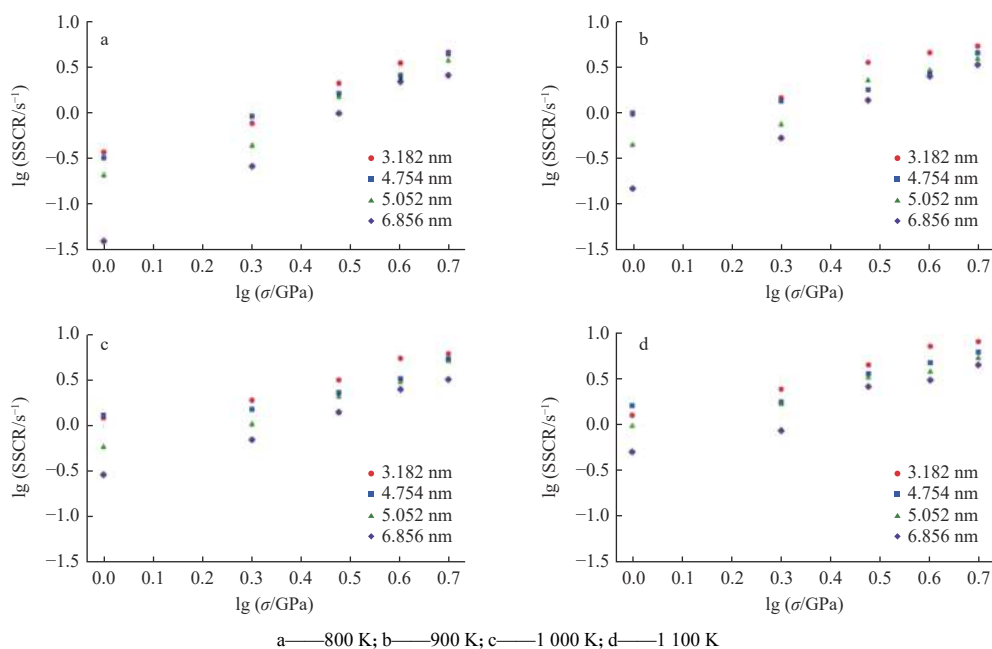 a
1.0
0.5
0.0
−0.5
−1.0
−1.5
lg (SSCR/s⁻¹)
3.182 nm
4.754 nm
5.052 nm
6.856 nm
0.0 0.1 0.2 0.3 0.4 0.5 0.6 0.7
lg (σ/GPa)
b
1.0
0.5
0.0
−0.5
−1.0
−1.5
lg (SSCR/s⁻¹)
3.182 nm
4.754 nm
5.052 nm
6.856 nm
0.0 0.1 0.2 0.3 0.4 0.5 0.6 0.7
lg (σ/GPa)
c
1.0
0.5
0.0
−0.5
−1.0
−1.5
lg (SSCR/s⁻¹)
3.182 nm
4.754 nm
5.052 nm
6.856 nm
0.0 0.1 0.2 0.3 0.4 0.5 0.6 0.7
lg (σ/GPa)
d
1.0
0.5
0.0
−0.5
−1.0
−1.5
lg (SSCR/s⁻¹)
3.182 nm
4.754 nm
5.052 nm
6.856 nm
0.0 0.1 0.2 0.3 0.4 0.5 0.6 0.7
lg (σ/GPa)
a——800 K; b——900 K; c——1 000 K; d——1 100 K